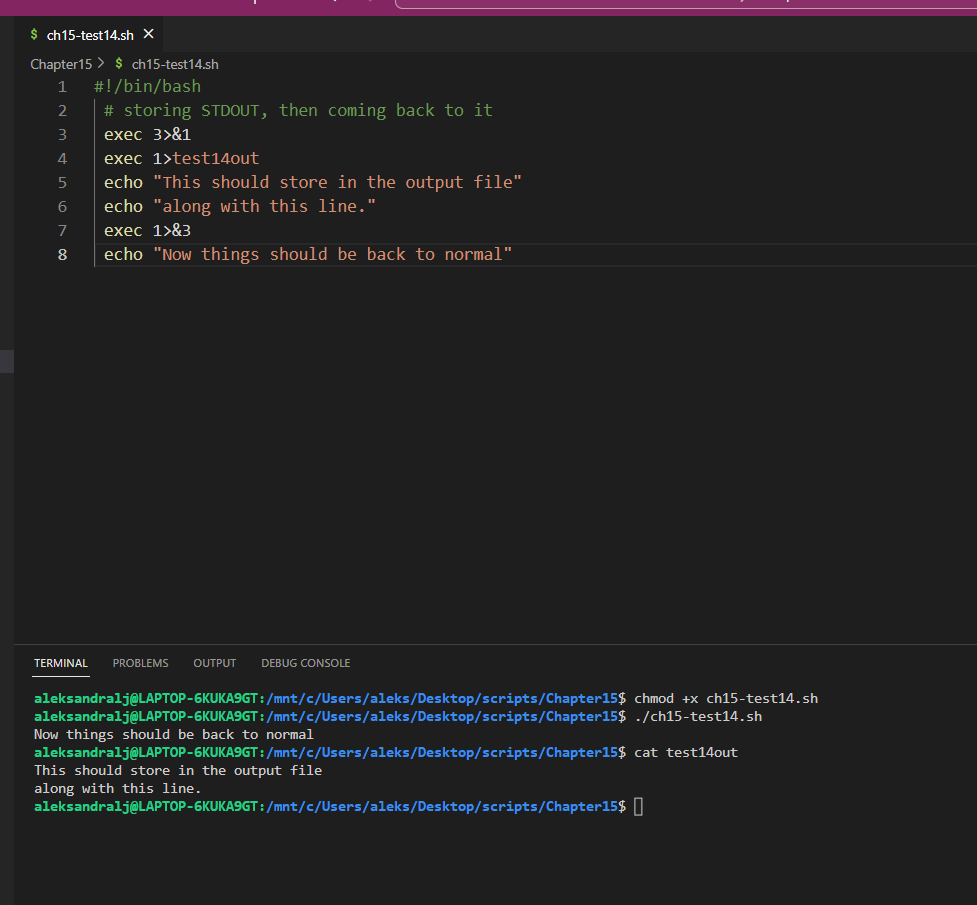 $ ch15-test14.sh ×
Chapter15 > $ ch15-test14.sh
1 #!/bin/bash
2 # storing STDOUT, then coming back to it
3 exec 3>&1
4 exec 1>test14out
5 echo "This should store in the output file"
6 echo "along with this line."
7 exec 1>&3
8 echo "Now things should be back to normal"
TERMINAL PROBLEMS OUTPUT DEBUG CONSOLE
aleksandralj@LAPTOP-6KUKA9GT:/mnt/c/Users/aleks/Desktop/scripts/Chapter15$ chmod +x ch15-test14.sh
aleksandralj@LAPTOP-6KUKA9GT:/mnt/c/Users/aleks/Desktop/scripts/Chapter15$ ./ch15-test14.sh
Now things should be back to normal
aleksandralj@LAPTOP-6KUKA9GT:/mnt/c/Users/aleks/Desktop/scripts/Chapter15$ cat test14out
This should store in the output file
along with this line.
aleksandralj@LAPTOP-6KUKA9GT:/mnt/c/Users/aleks/Desktop/scripts/Chapter15$